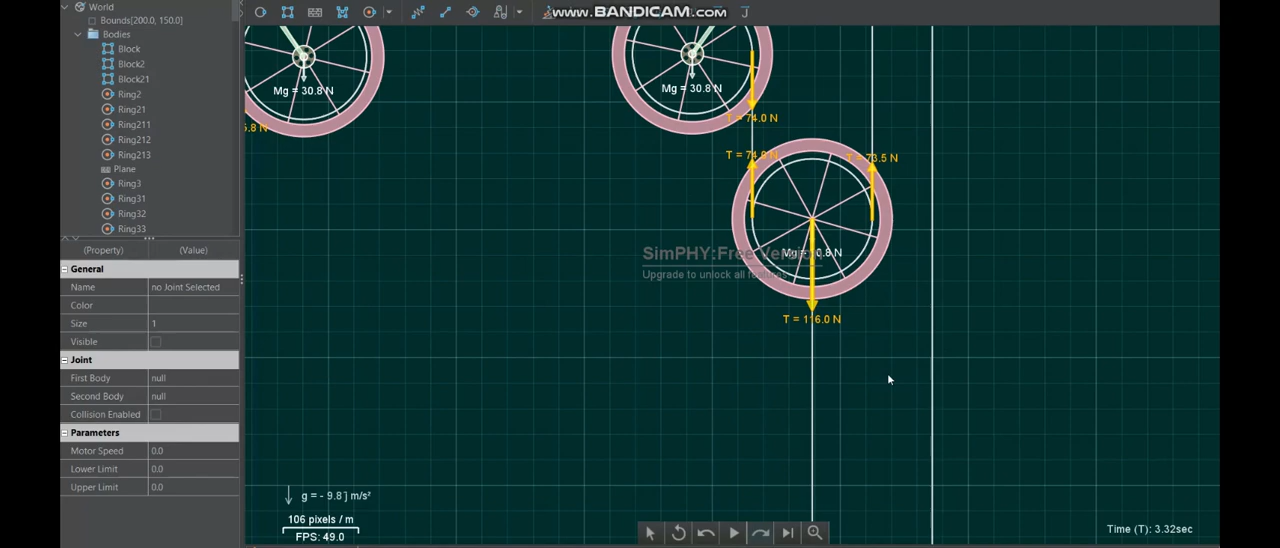 www.BANDICAM.com
World
Bounds[200.0, 150.0]
Bodies
Block
Block2
Block21
Ring2
Ring21
Ring211
Ring212
Ring213
Plane
Ring3
Ring31
Ring32
Ring33
(Property) (Value)
General
Name no Joint Selected
Color
Size 1
Visible
Joint
First Body null
Second Body null
Collision Enabled
Parameters
Motor Speed 0.0
Lower Limit 0.0
Upper Limit 0.0
Mg = 30.8 N
Mg = 30.8 N
T = 74.0 N
T = 73.5 N
SimPHY:Free Version
Upgrade to unlock all features
T = 116.0 N
106 pixels / m
FPS: 49.0
Time (T): 3.32sec